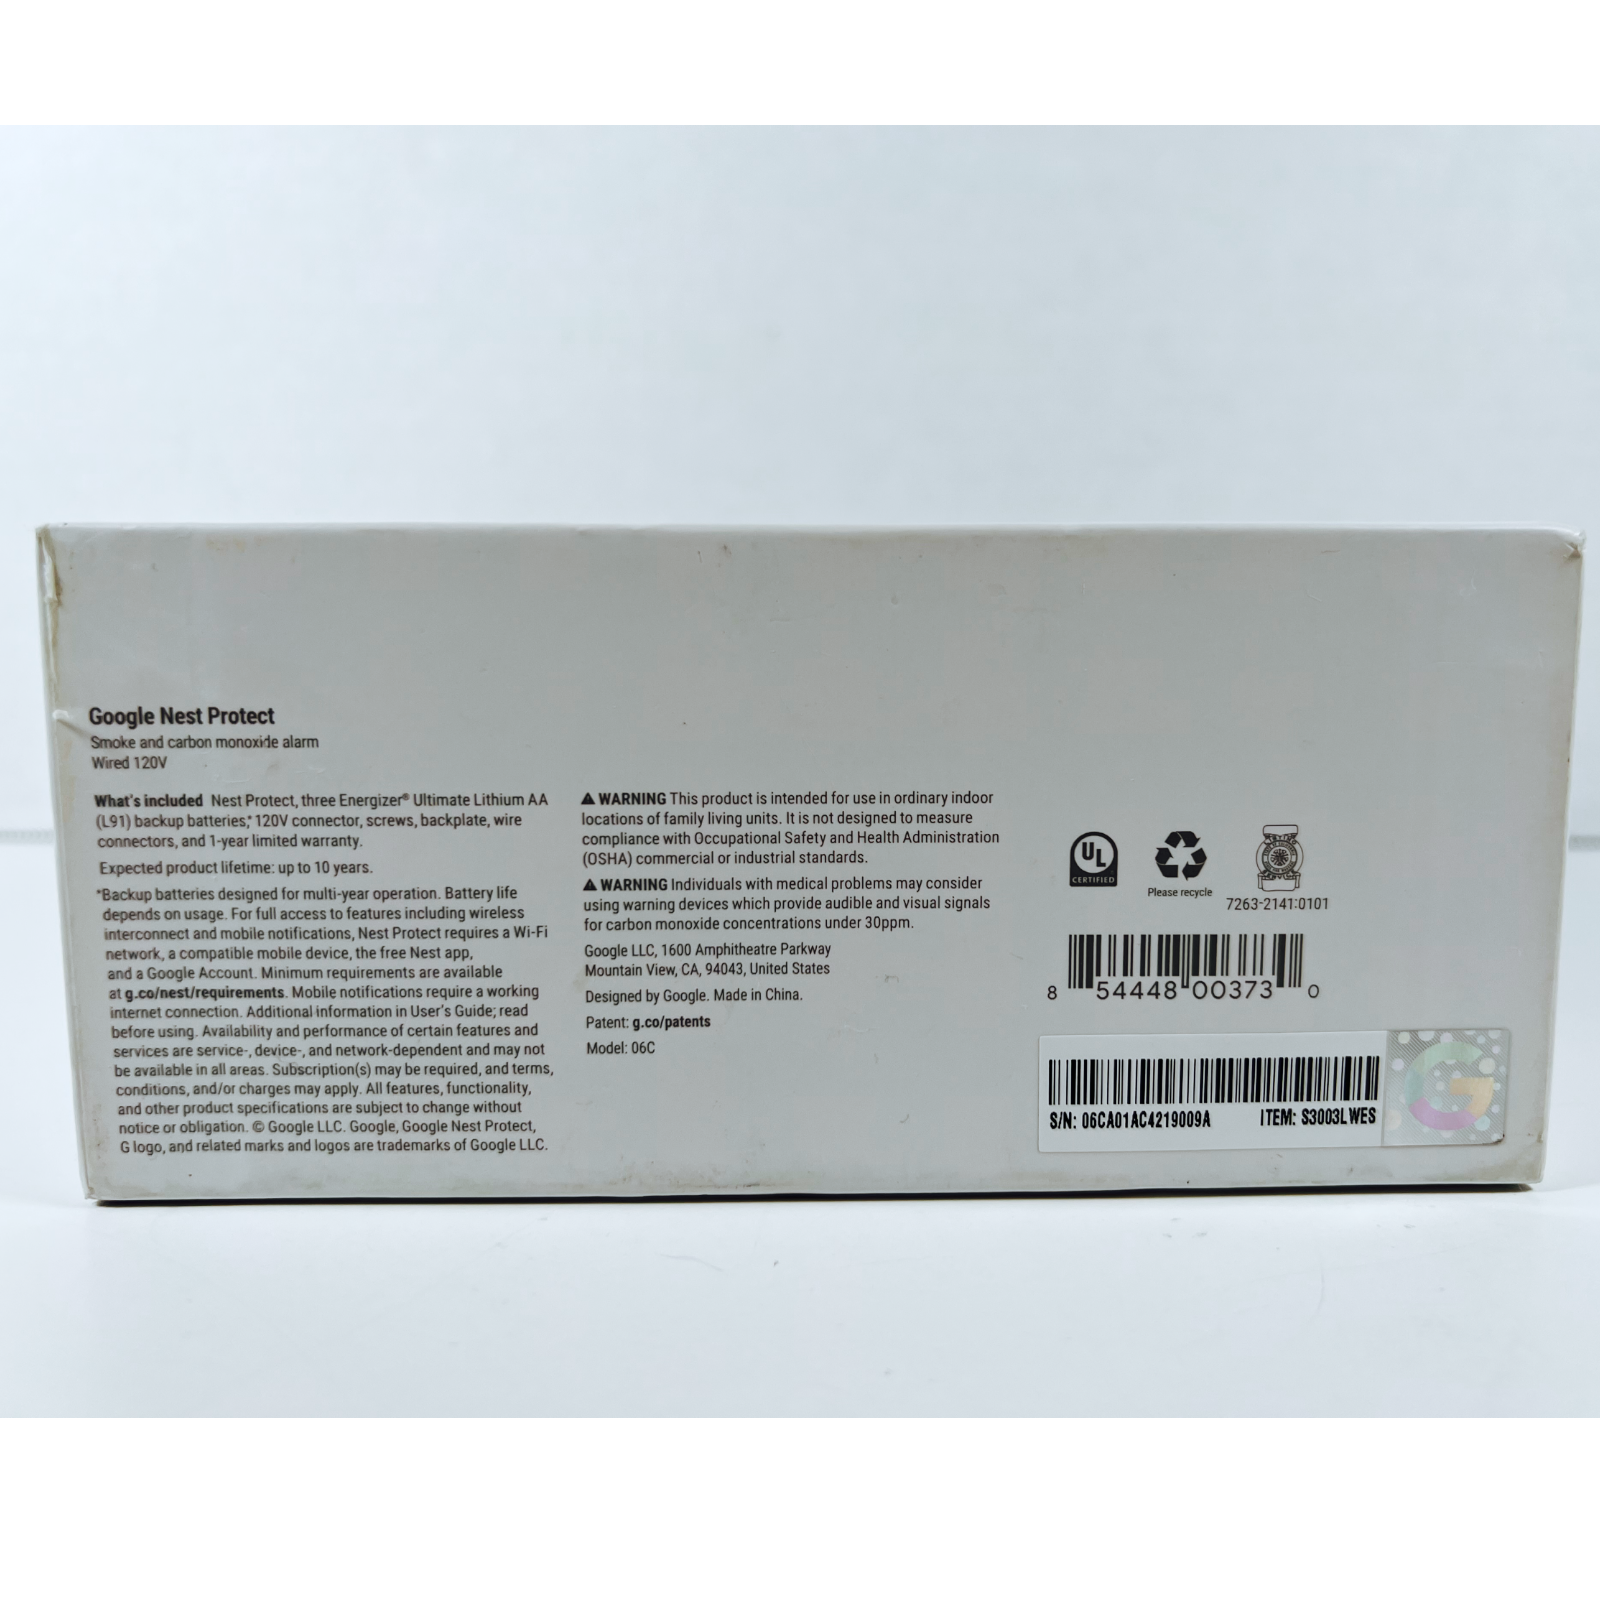 Google Nest Protect
Smoke and carbon monoxide alarm
Wired 120V
What's included Nest Protect, three Energizer® Ultimate Lithium AA
(L91) backup batteries,* 120V connector, screws, backplate, wire
connectors, and 1-year limited warranty.
Expected product lifetime: up to 10 years.
*Backup batteries designed for multi-year operation. Battery life
depends on usage. For full access to features including wireless
interconnect and mobile notifications, Nest Protect requires a Wi-Fi
network, a compatible mobile device, the free Nest app,
and a Google Account. Minimum requirements are available
at g.co/nest/requirements. Mobile notifications require a working
internet connection. Additional information in User's Guide; read
before using. Availability and performance of certain features and
services are service-, device-, and network-dependent and may not
be available in all areas. Subscription(s) may be required, and terms,
conditions, and/or charges may apply. All features, functionality,
and other product specifications are subject to change without
notice or obligation. © Google LLC. Google, Google Nest Protect,
G logo, and related marks and logos are trademarks of Google LLC.
⚠ WARNING This product is intended for use in ordinary indoor
locations of family living units. It is not designed to measure
compliance with Occupational Safety and Health Administration
(OSHA) commercial or industrial standards.
⚠ WARNING Individuals with medical problems may consider
using warning devices which provide audible and visual signals
for carbon monoxide concentrations under 30ppm.
Google LLC, 1600 Amphitheatre Parkway
Mountain View, CA, 94043, United States
Designed by Google. Made in China.
Patent: g.co/patents
Model: 06C
UL
CERTIFIED
Please recycle
7263-2141:0101
8 54448 00373 0
S/N: 06CA01AC4219009A ITEM: S3003LWES
G